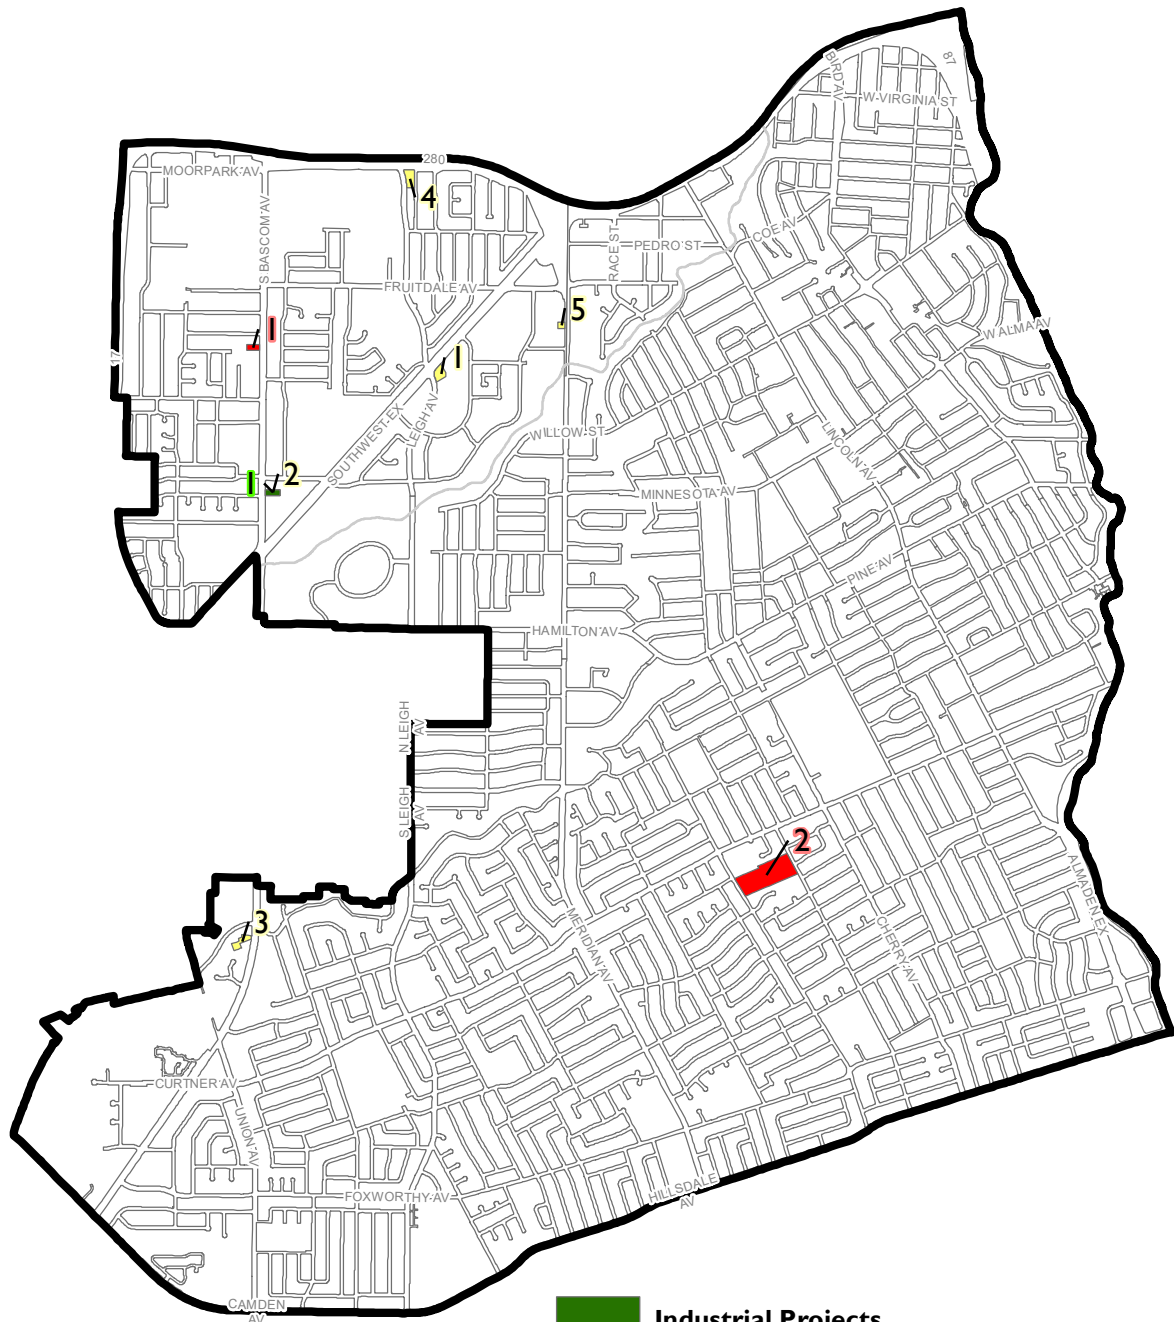 87
BIRD AV
W VIRGINIA ST
280
MOORPARK AV
4
S BASCOM AV
COE AV
RACE ST
PEDRO ST
FRUITDALE AV
5
1
W ALMA AV
17
1
SOUTHWEST EX
LEIGH AV
WILLOW ST
LINCOLN AV
1
2
MINNESOTA AV
PINE AV
HAMILTON AV
N LEIGH
AV
S LEIGH
AV
2
ALMADEN EX
3
MERIDIAN AV
CHERRY AV
CURTNER AV
UNION AV
FOXWORTHY AV
HILLSDALE
AV
CAMDEN
AV
Industrial Projects